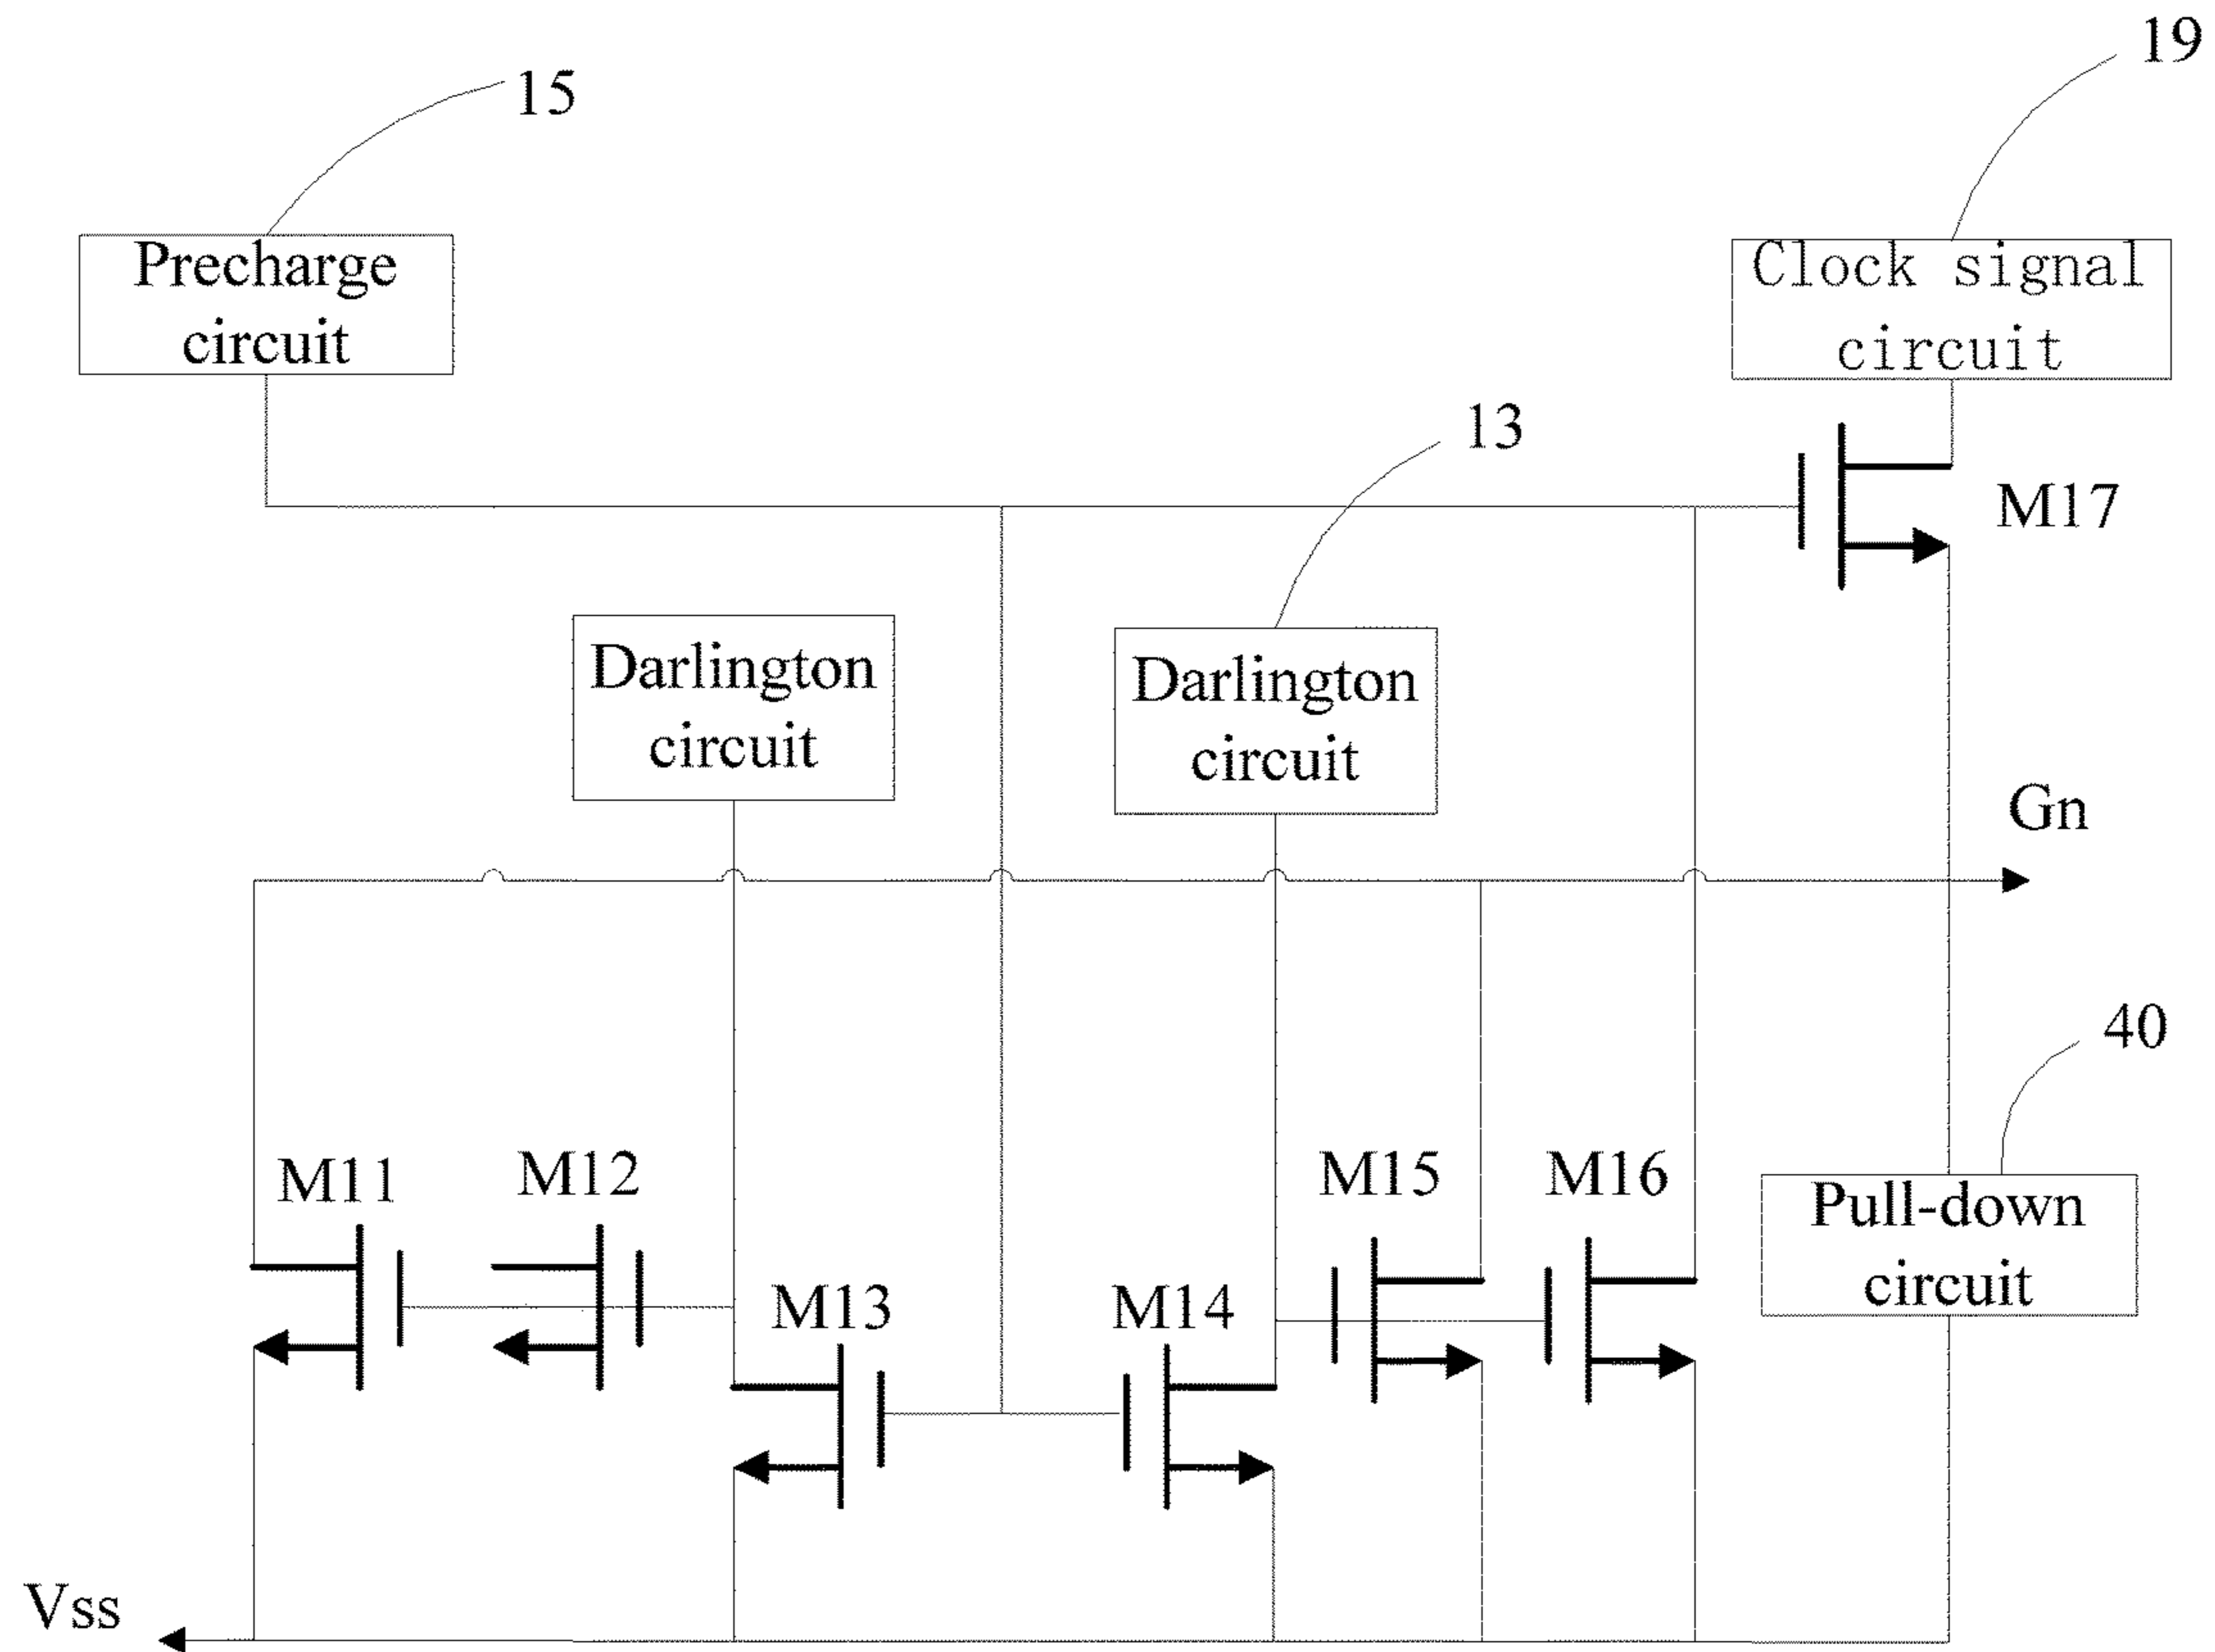 19
15
Precharge
circuit
Clock signal
circuit
13
M17
Darlington
circuit
Darlington
circuit
Gn
40
M11
M12
M15
M16
Pull-down
circuit
M13
M14
Vss